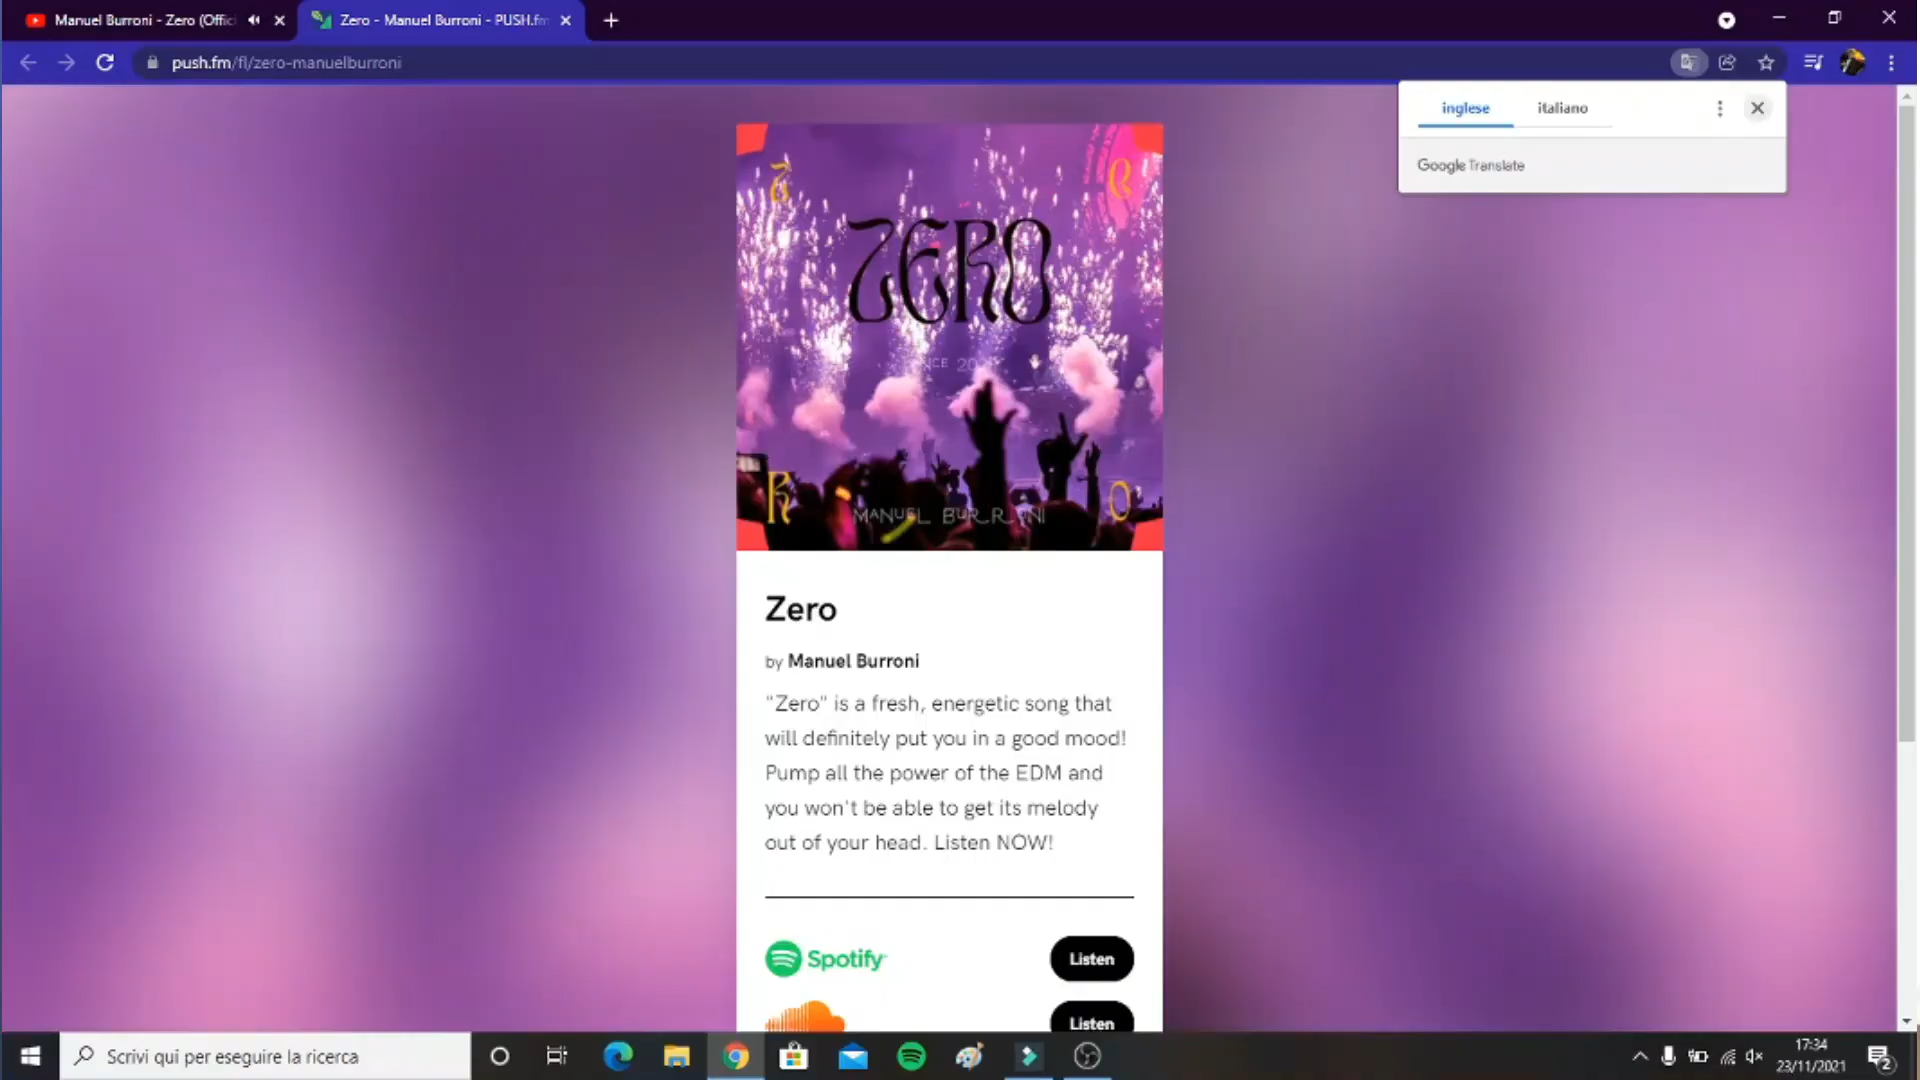 Manuel Burroni - Zero (Offic
Zero - Manuel Burroni - PUSH.fm
push.fm/fl/zero-manuelburroni
inglese italiano
Google Translate
Z E
ZERO
R O
MANUEL BURRONI
Zero
by Manuel Burroni
"Zero" is a fresh, energetic song that
will definitely put you in a good mood!
Pump all the power of the EDM and
you won't be able to get its melody
out of your head. Listen NOW!
Spotify Listen
Listen
Scrivi qui per eseguire la ricerca
17:34
23/11/2021
2